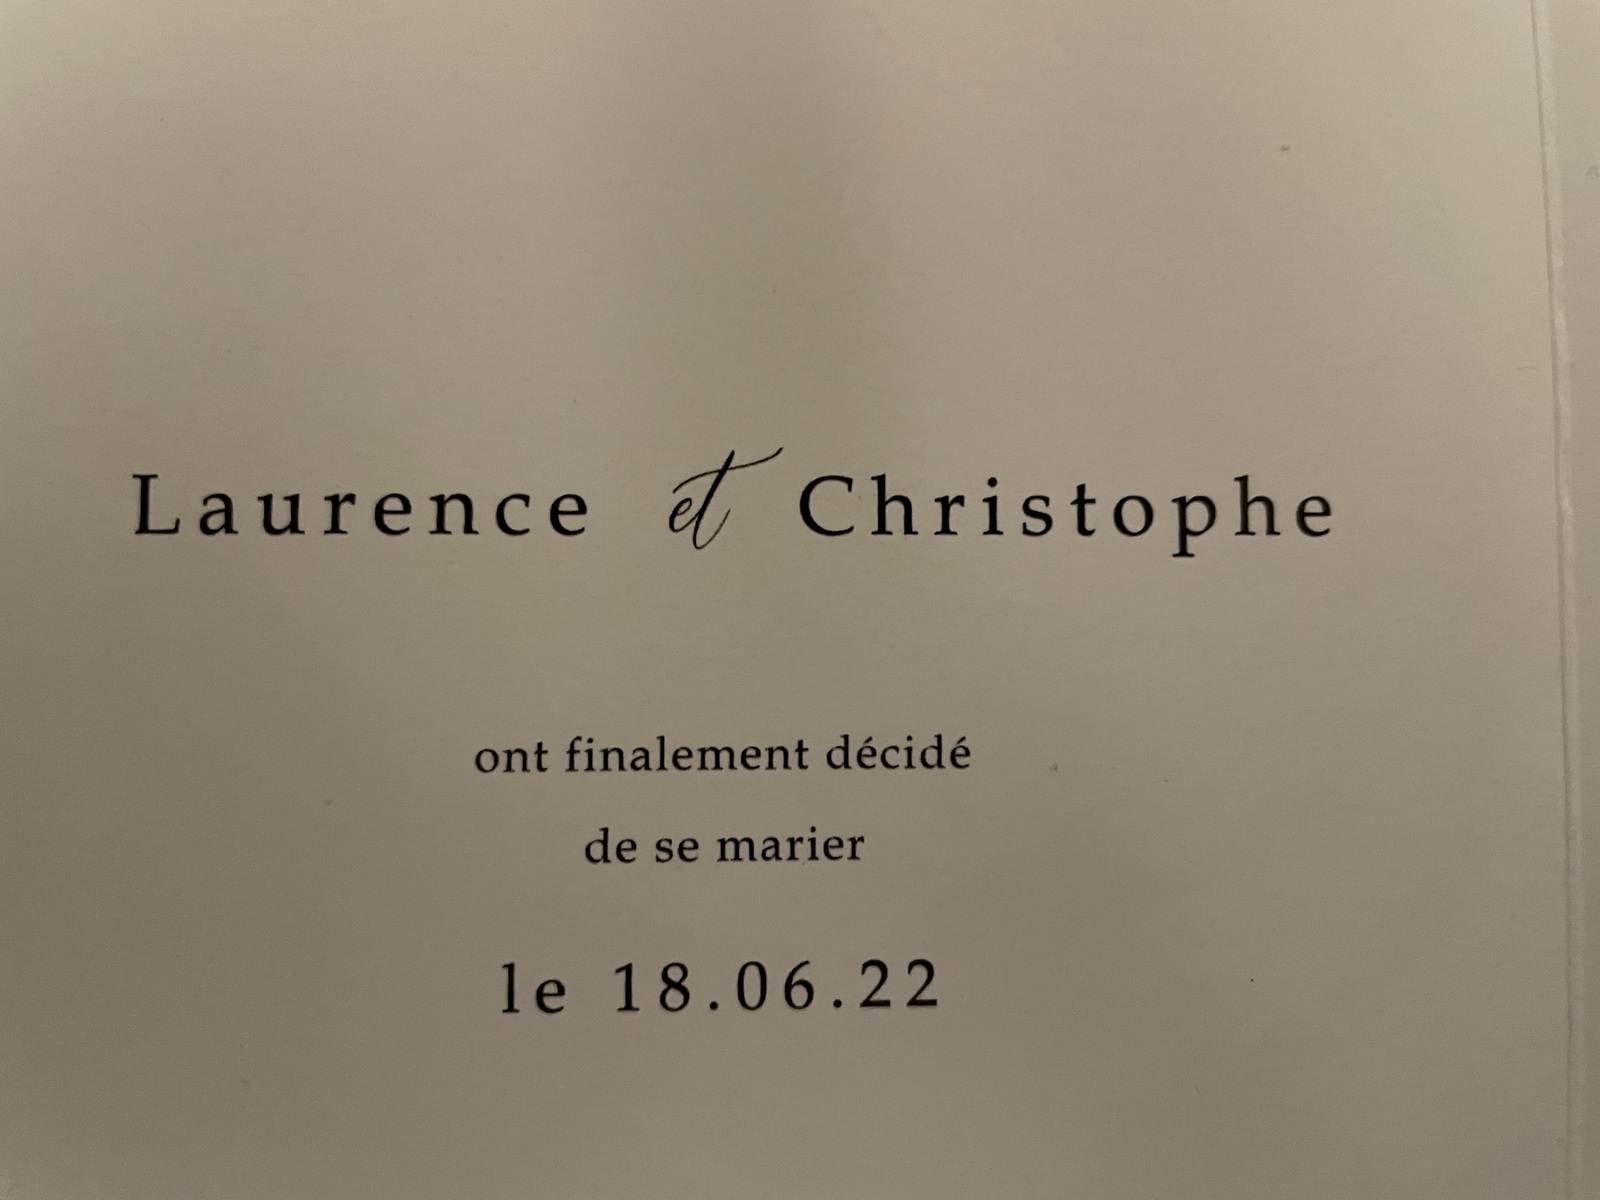 Laurence et Christophe
ont finalement décidé
de se marier
le 18.06.22